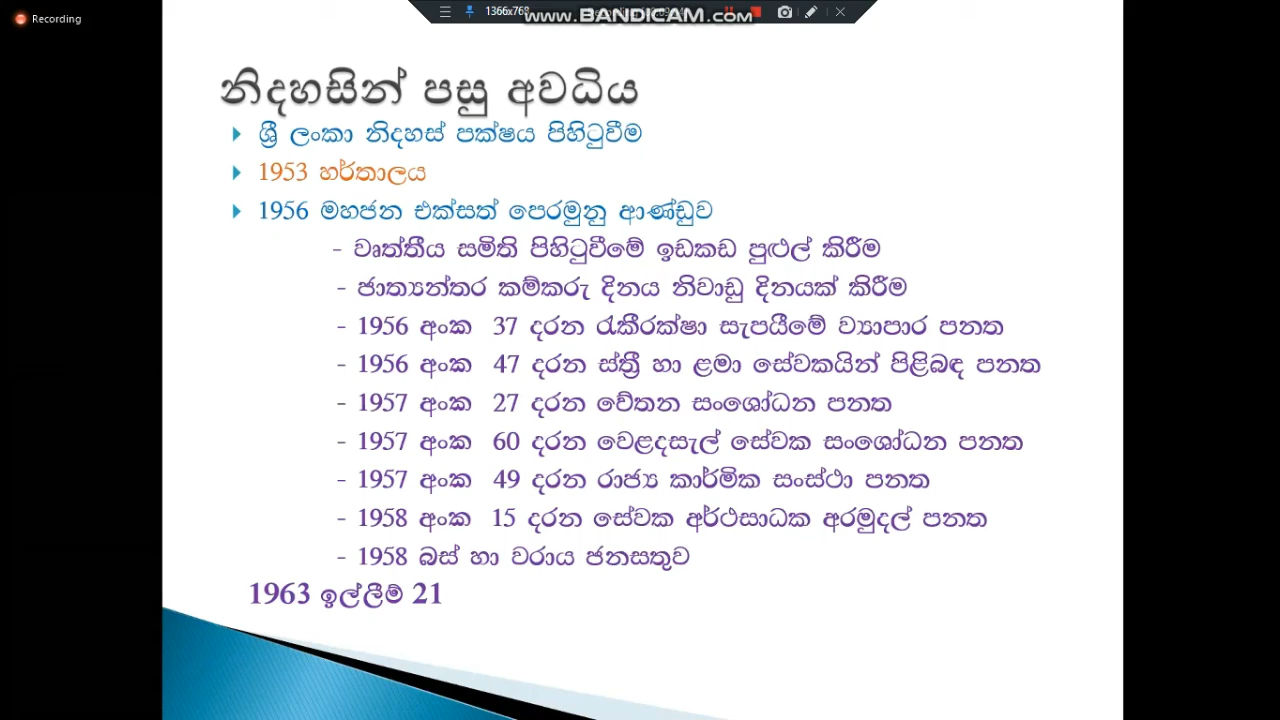 Recording
1366x768
www.BANDICAM.com
නිදහසින් පසු අවධිය
ශ්‍රී ලංකා නිදහස් පක්ෂය පිහිටුවීම
1953 හර්තාලය
1956 මහජන එක්සත් පෙරමුනු ආණ්ඩුව
- වෘත්තීය සමිති පිහිටුවීමේ ඉඩකඩ පුළුල් කිරීම
- ජාත්‍යන්තර කම්කරු දිනය නිවාඩු දිනයක් කිරීම
- 1956 අංක 37 දරන රැකීරක්ෂා සැපයීමේ ව්‍යාපාර පනත
- 1956 අංක 47 දරන ස්ත්‍රී හා ළමා සේවකයින් පිළිබඳ පනත
- 1957 අංක 27 දරන වේතන සංශෝධන පනත
- 1957 අංක 60 දරන වෙළදසැල් සේවක සංශෝධන පනත
- 1957 අංක 49 දරන රාජ්‍ය කාර්මික සංස්ථා පනත
- 1958 අංක 15 දරන සේවක අර්ථසාධක අරමුදල් පනත
- 1958 බස් හා වරාය ජනසතුව
1963 ඉල්ලීම් 21